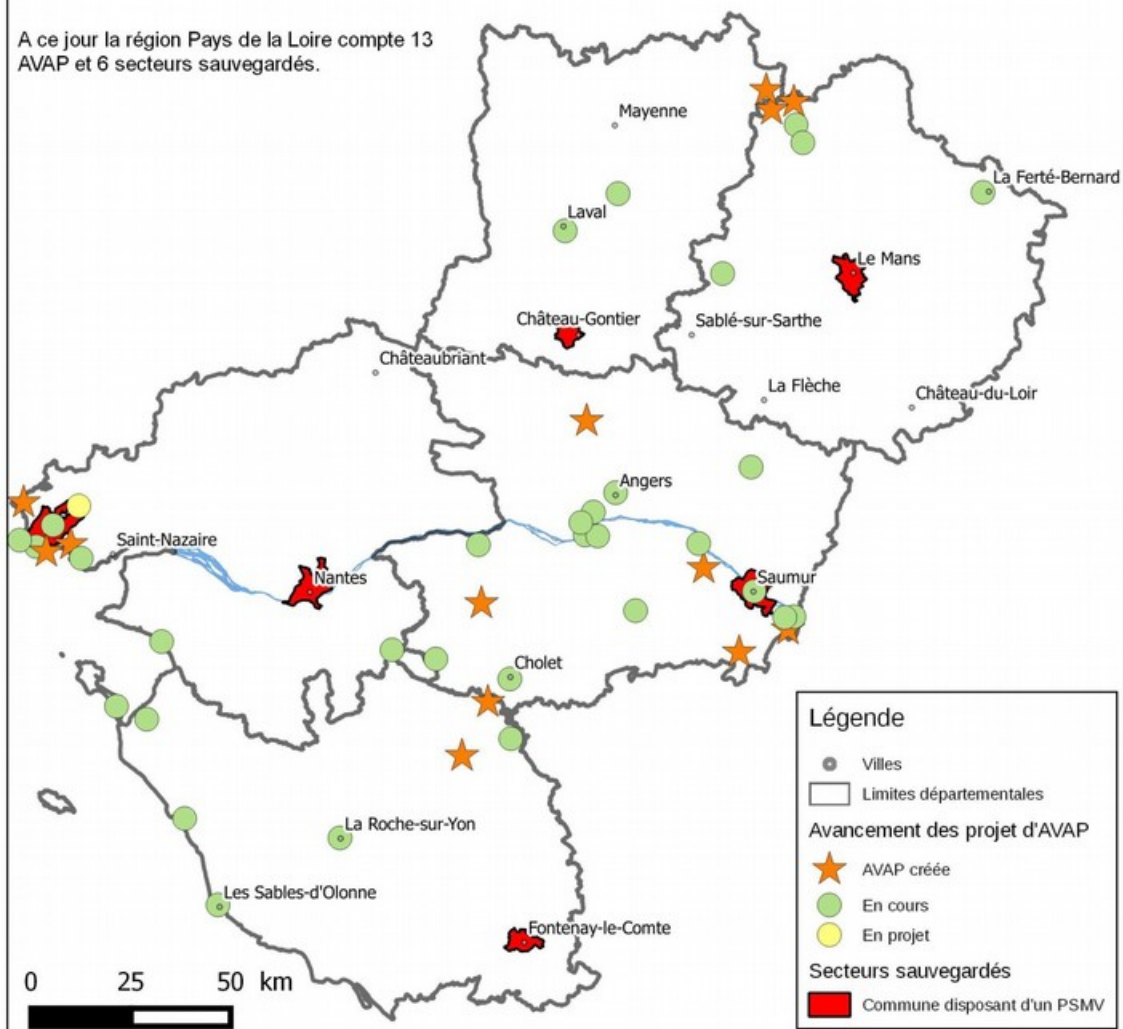 A ce jour la région Pays de la Loire compte 13
AVAP et 6 secteurs sauvegardés.
Mayenne
La Ferté-Bernard
Laval
Le Mans
Château-Gontier
Sablé-sur-Sarthe
Châteaubriant
La Flèche
Château-du-Loir
Angers
Saint-Nazaire
Nantes
Saumur
Cholet
La Roche-sur-Yon
Les Sables-d'Olonne
Fontenay-le-Comte
0 25 50 km
Légende
Villes
Limites départementales
Avancement des projet d'AVAP
AVAP créée
En cours
En projet
Secteurs sauvegardés
Commune disposant d'un PSMV